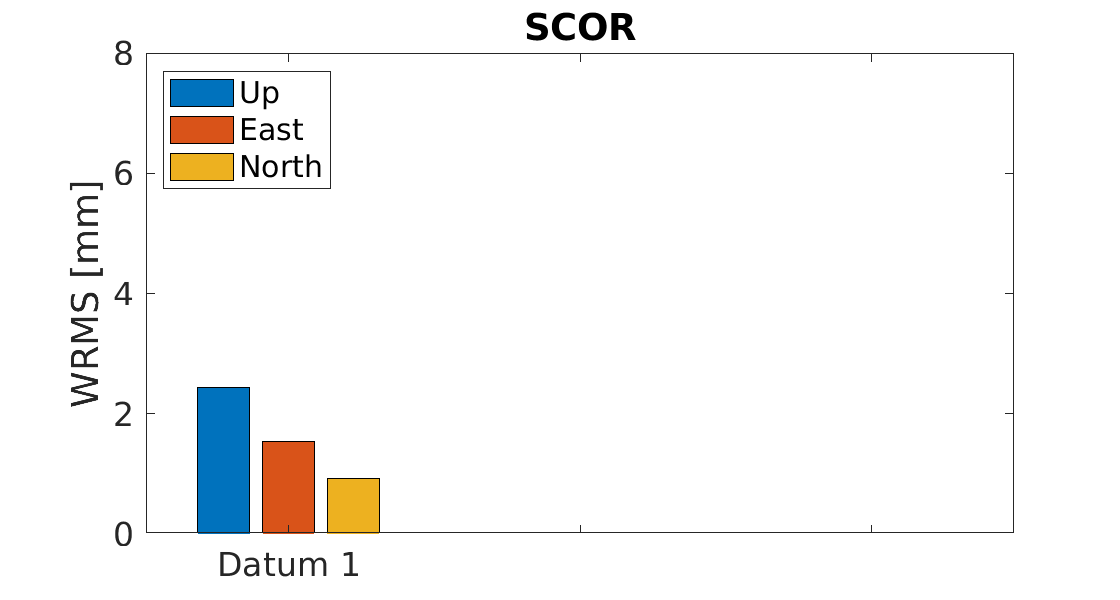 SCOR
Up
East
North
WRMS [mm]
8
6
4
2
0
Datum 1